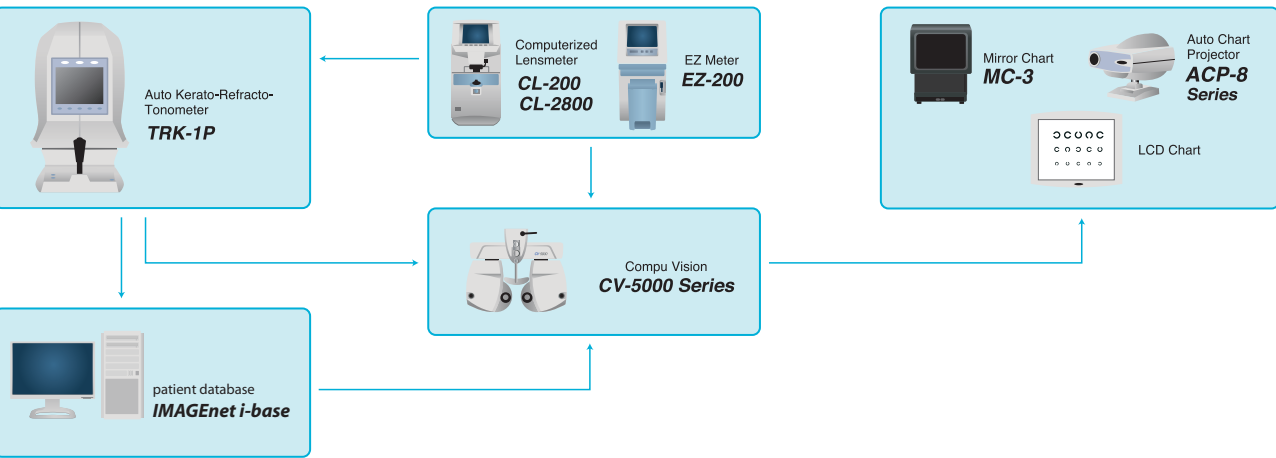 Auto Kerato-Refracto-
Tonometer
TRK-1P
Computerized
Lensmeter
CL-200
CL-2800
EZ Meter
EZ-200
Mirror Chart
MC-3
Auto Chart
Projector
ACP-8
Series
LCD Chart
Compu Vision
CV-5000 Series
patient database
IMAGEnet i-base